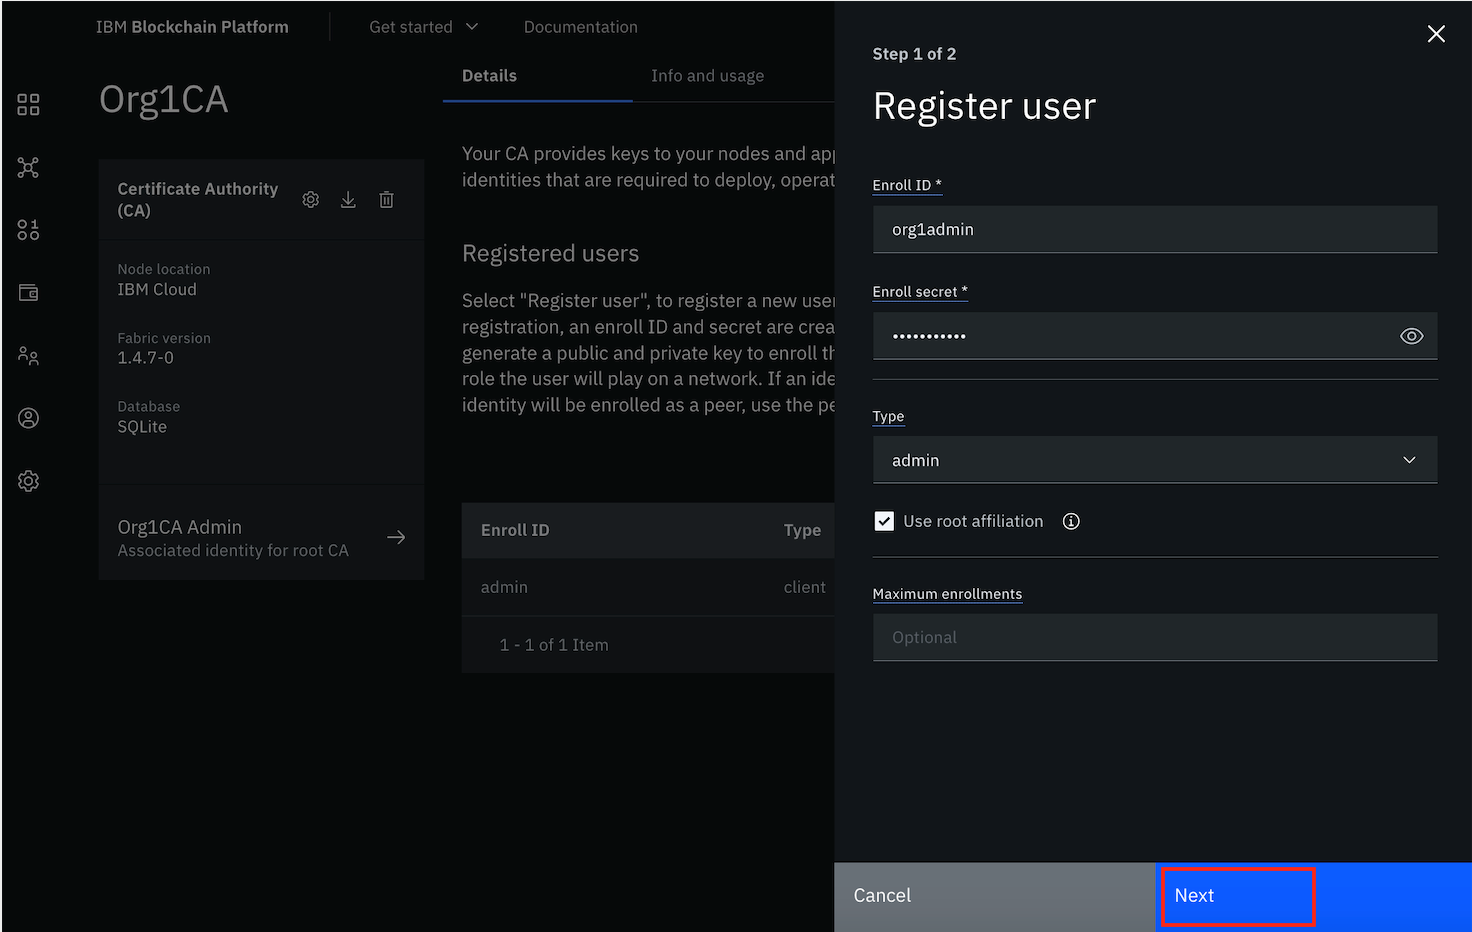 IBM Blockchain Platform
Get started
Documentation
Org1CA
Certificate Authority
(CA)
Node location
IBM Cloud
Fabric version
1.4.7-0
Database
SQLite
Org1CA Admin
Associated identity for root CA
Details
Info and usage
Your CA provides keys to your nodes and app
identities that are required to deploy, operat
Registered users
Select "Register user", to register a new user
registration, an enroll ID and secret are crea
generate a public and private key to enroll th
role the user will play on a network. If an ide
identity will be enrolled as a peer, use the pe
Enroll ID
Type
admin
client
1 - 1 of 1 Item
Step 1 of 2
Register user
Enroll ID *
org1admin
Enroll secret *
•••••••••••
Type
admin
Use root affiliation
Maximum enrollments
Optional
Cancel
Next